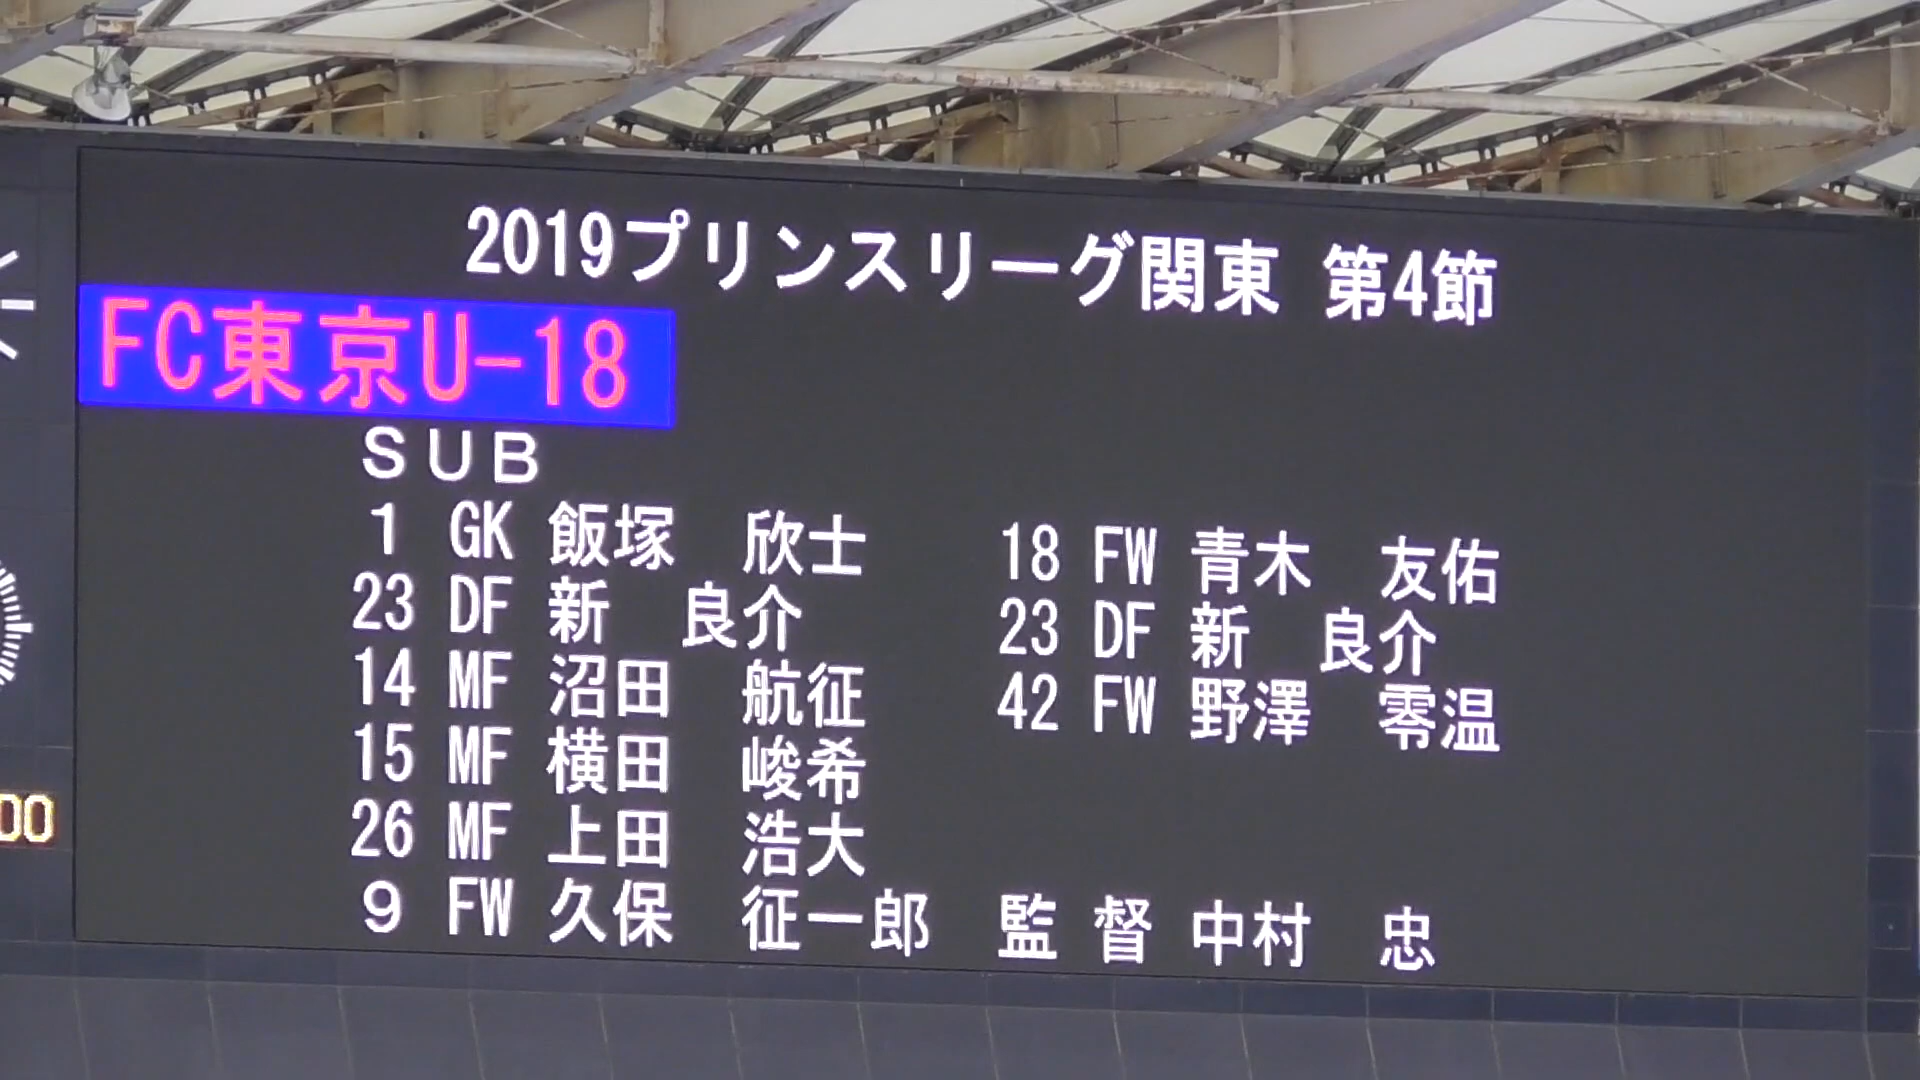 2019プリンスリーグ関東 第4節
FC東京U-18
SUB
1 GK 飯塚 欣士
23 DF 新 良介
14 MF 沼田 航征
15 MF 横田 峻希
26 MF 上田 浩大
9 FW 久保 征一郎
18 FW 青木 友佑
23 DF 新 良介
42 FW 野澤 零温
監督 中村 忠
00